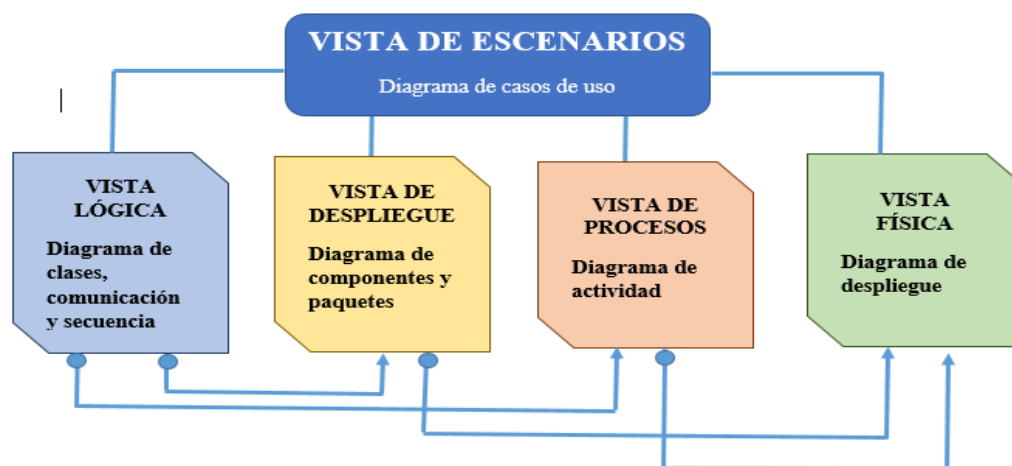 VISTA DE ESCENARIOS
Diagrama de casos de uso
VISTA
LÓGICA
Diagrama de
clases,
comunicación
y secuencia
VISTA DE
DESPLIEGUE
Diagrama de
componentes y
paquetes
VISTA DE
PROCESOS
Diagrama de
actividad
VISTA
FÍSICA
Diagrama de
despliegue